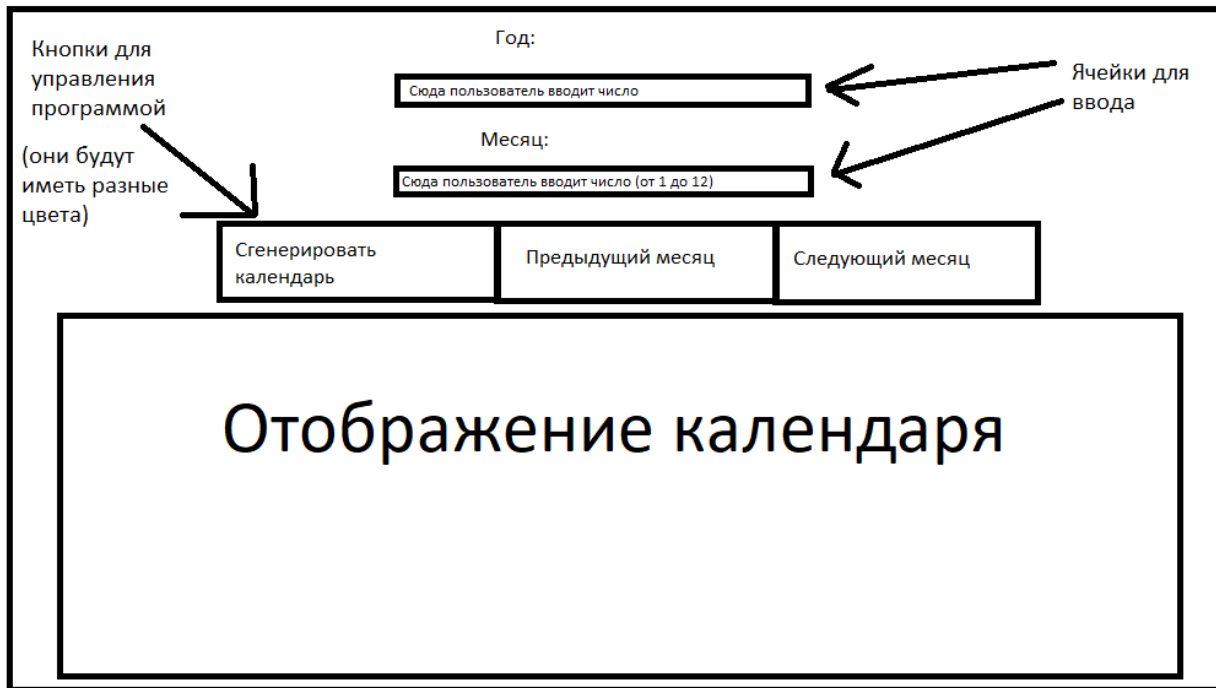 Кнопки для
управления
программой
(они будут
иметь разные
цвета)
Год:
Сюда пользователь вводит число
Месяц:
Сюда пользователь вводит число (от 1 до 12)
Ячейки для
ввода
Сгенерировать
календарь
Предыдущий месяц
Следующий месяц
Отображение календаря